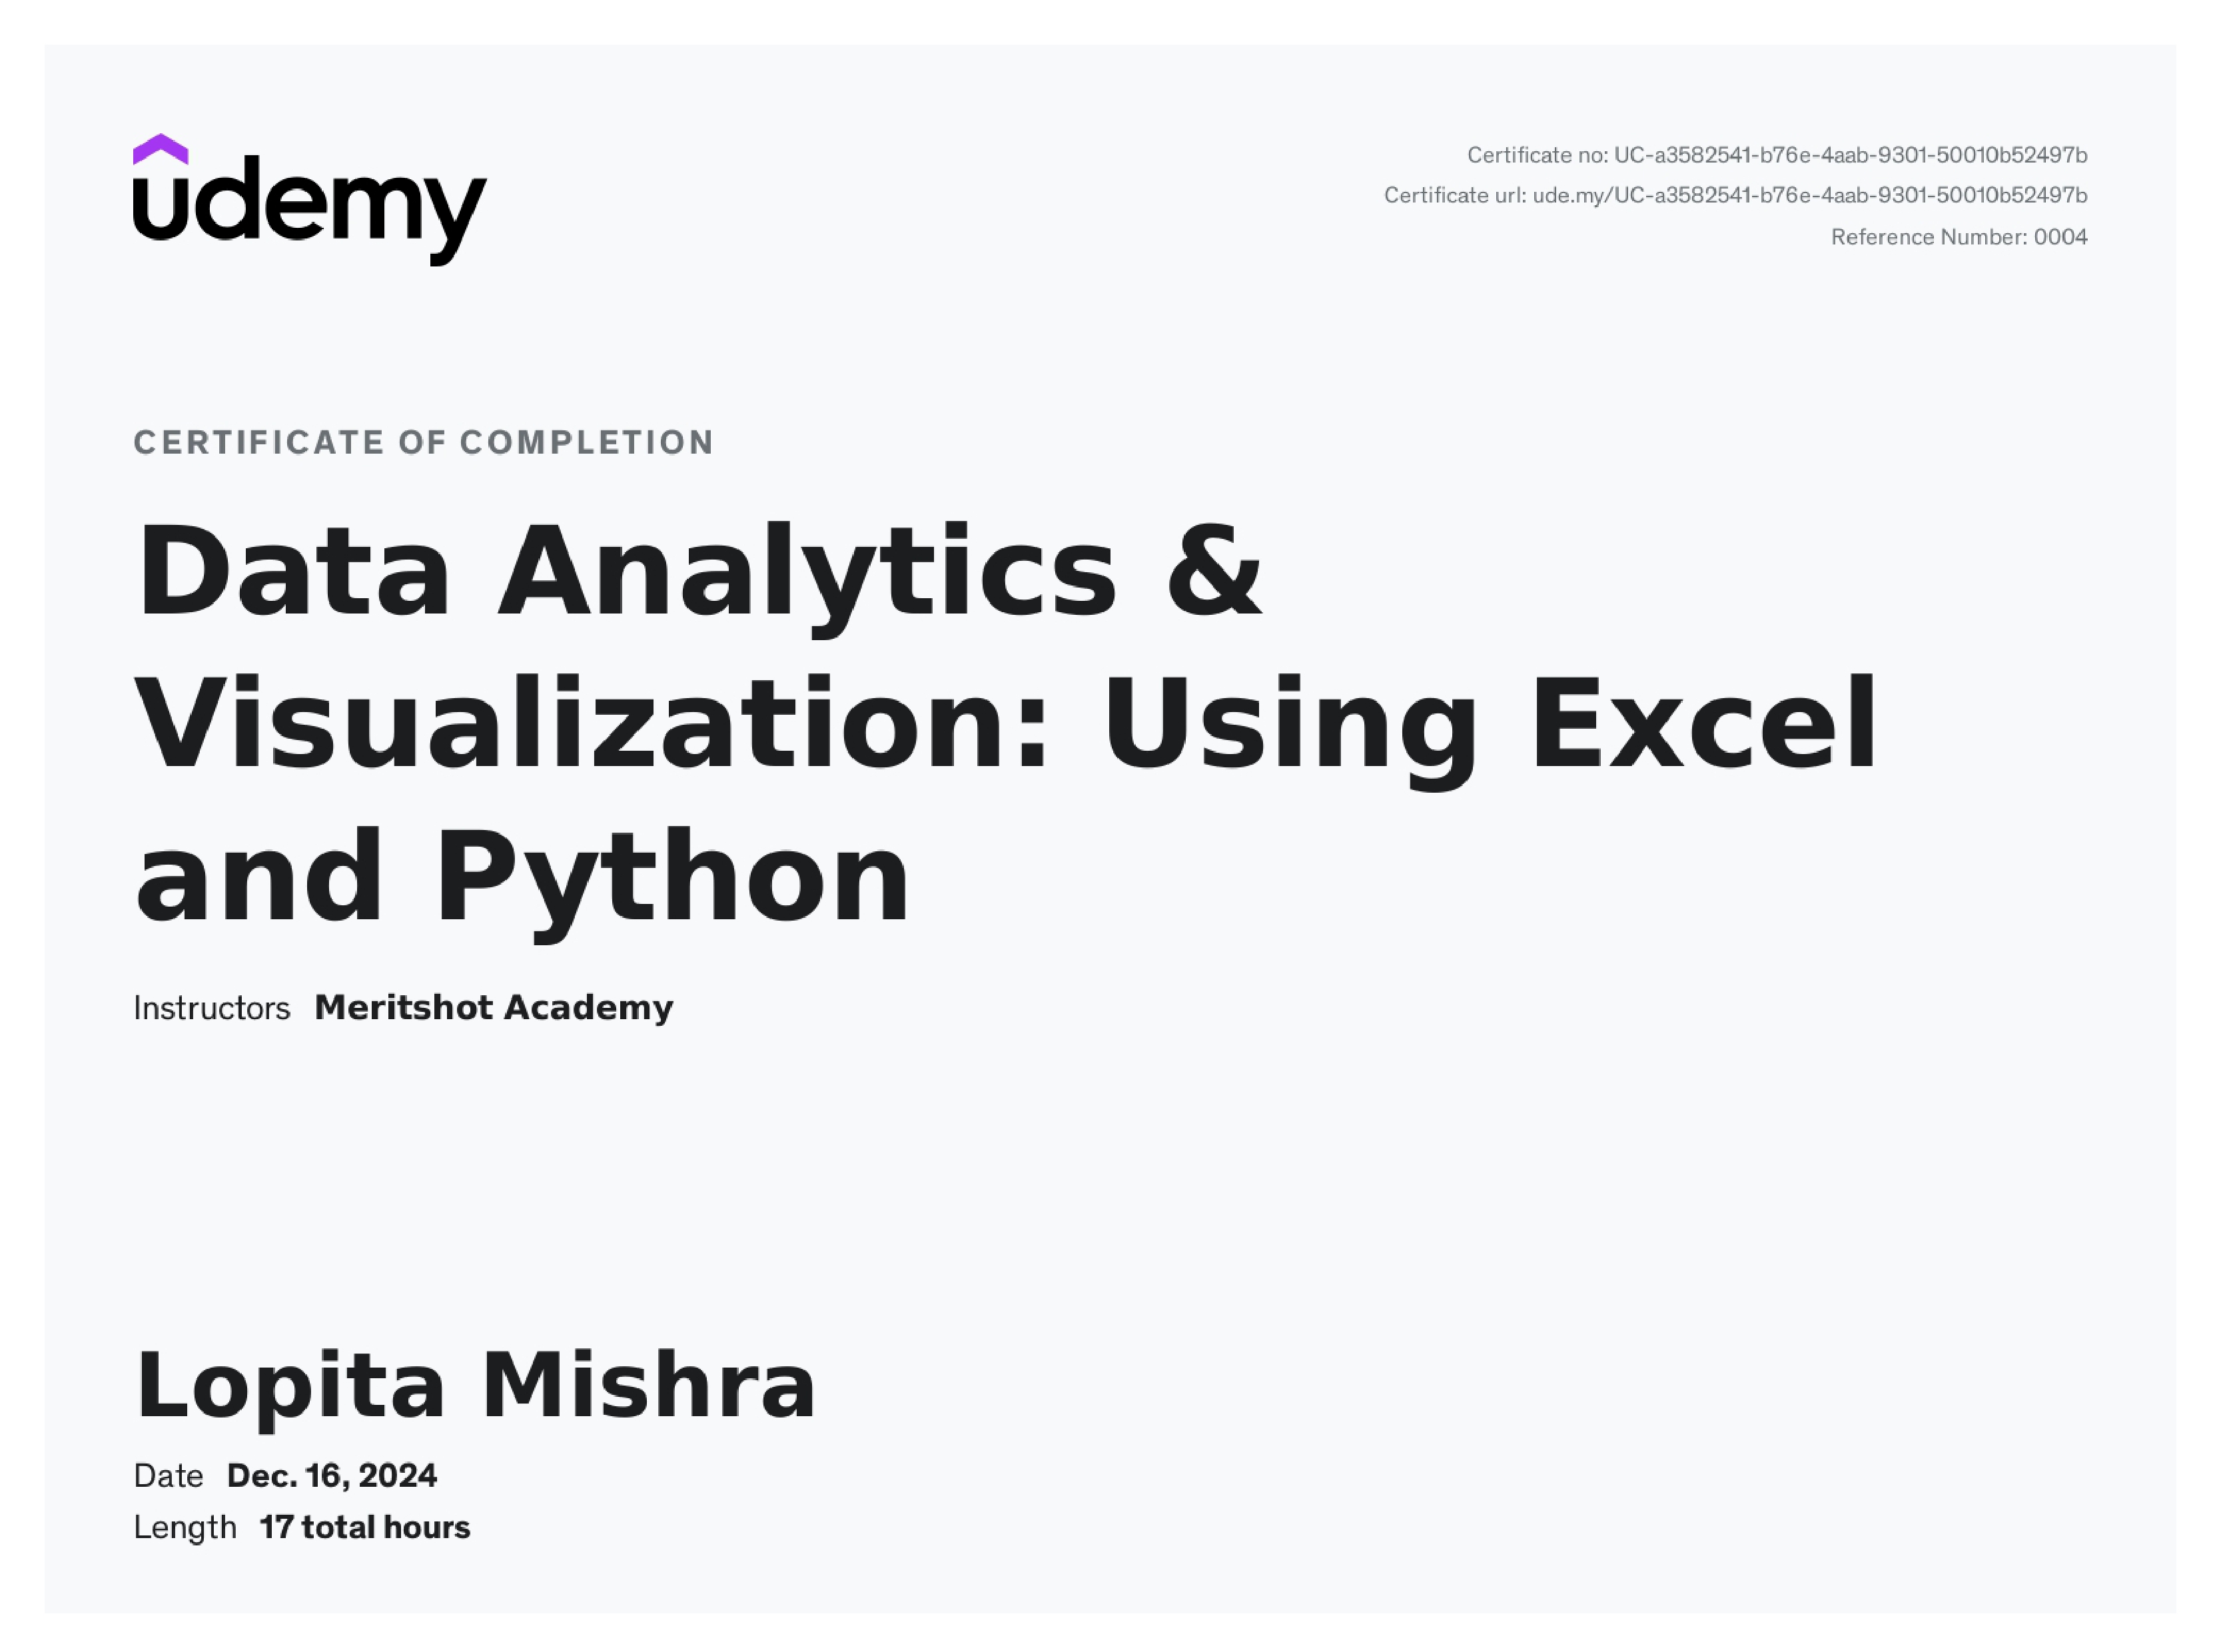 udemy
Certificate no: UC-a3582541-b76e-4aab-9301-50010b52497b
Certificate url: ude.my/UC-a3582541-b76e-4aab-9301-50010b52497b
Reference Number: 0004
CERTIFICATE OF COMPLETION
Data Analytics &
Visualization: Using Excel
and Python
Instructors Meritshot Academy
Lopita Mishra
Date Dec. 16, 2024
Length 17 total hours